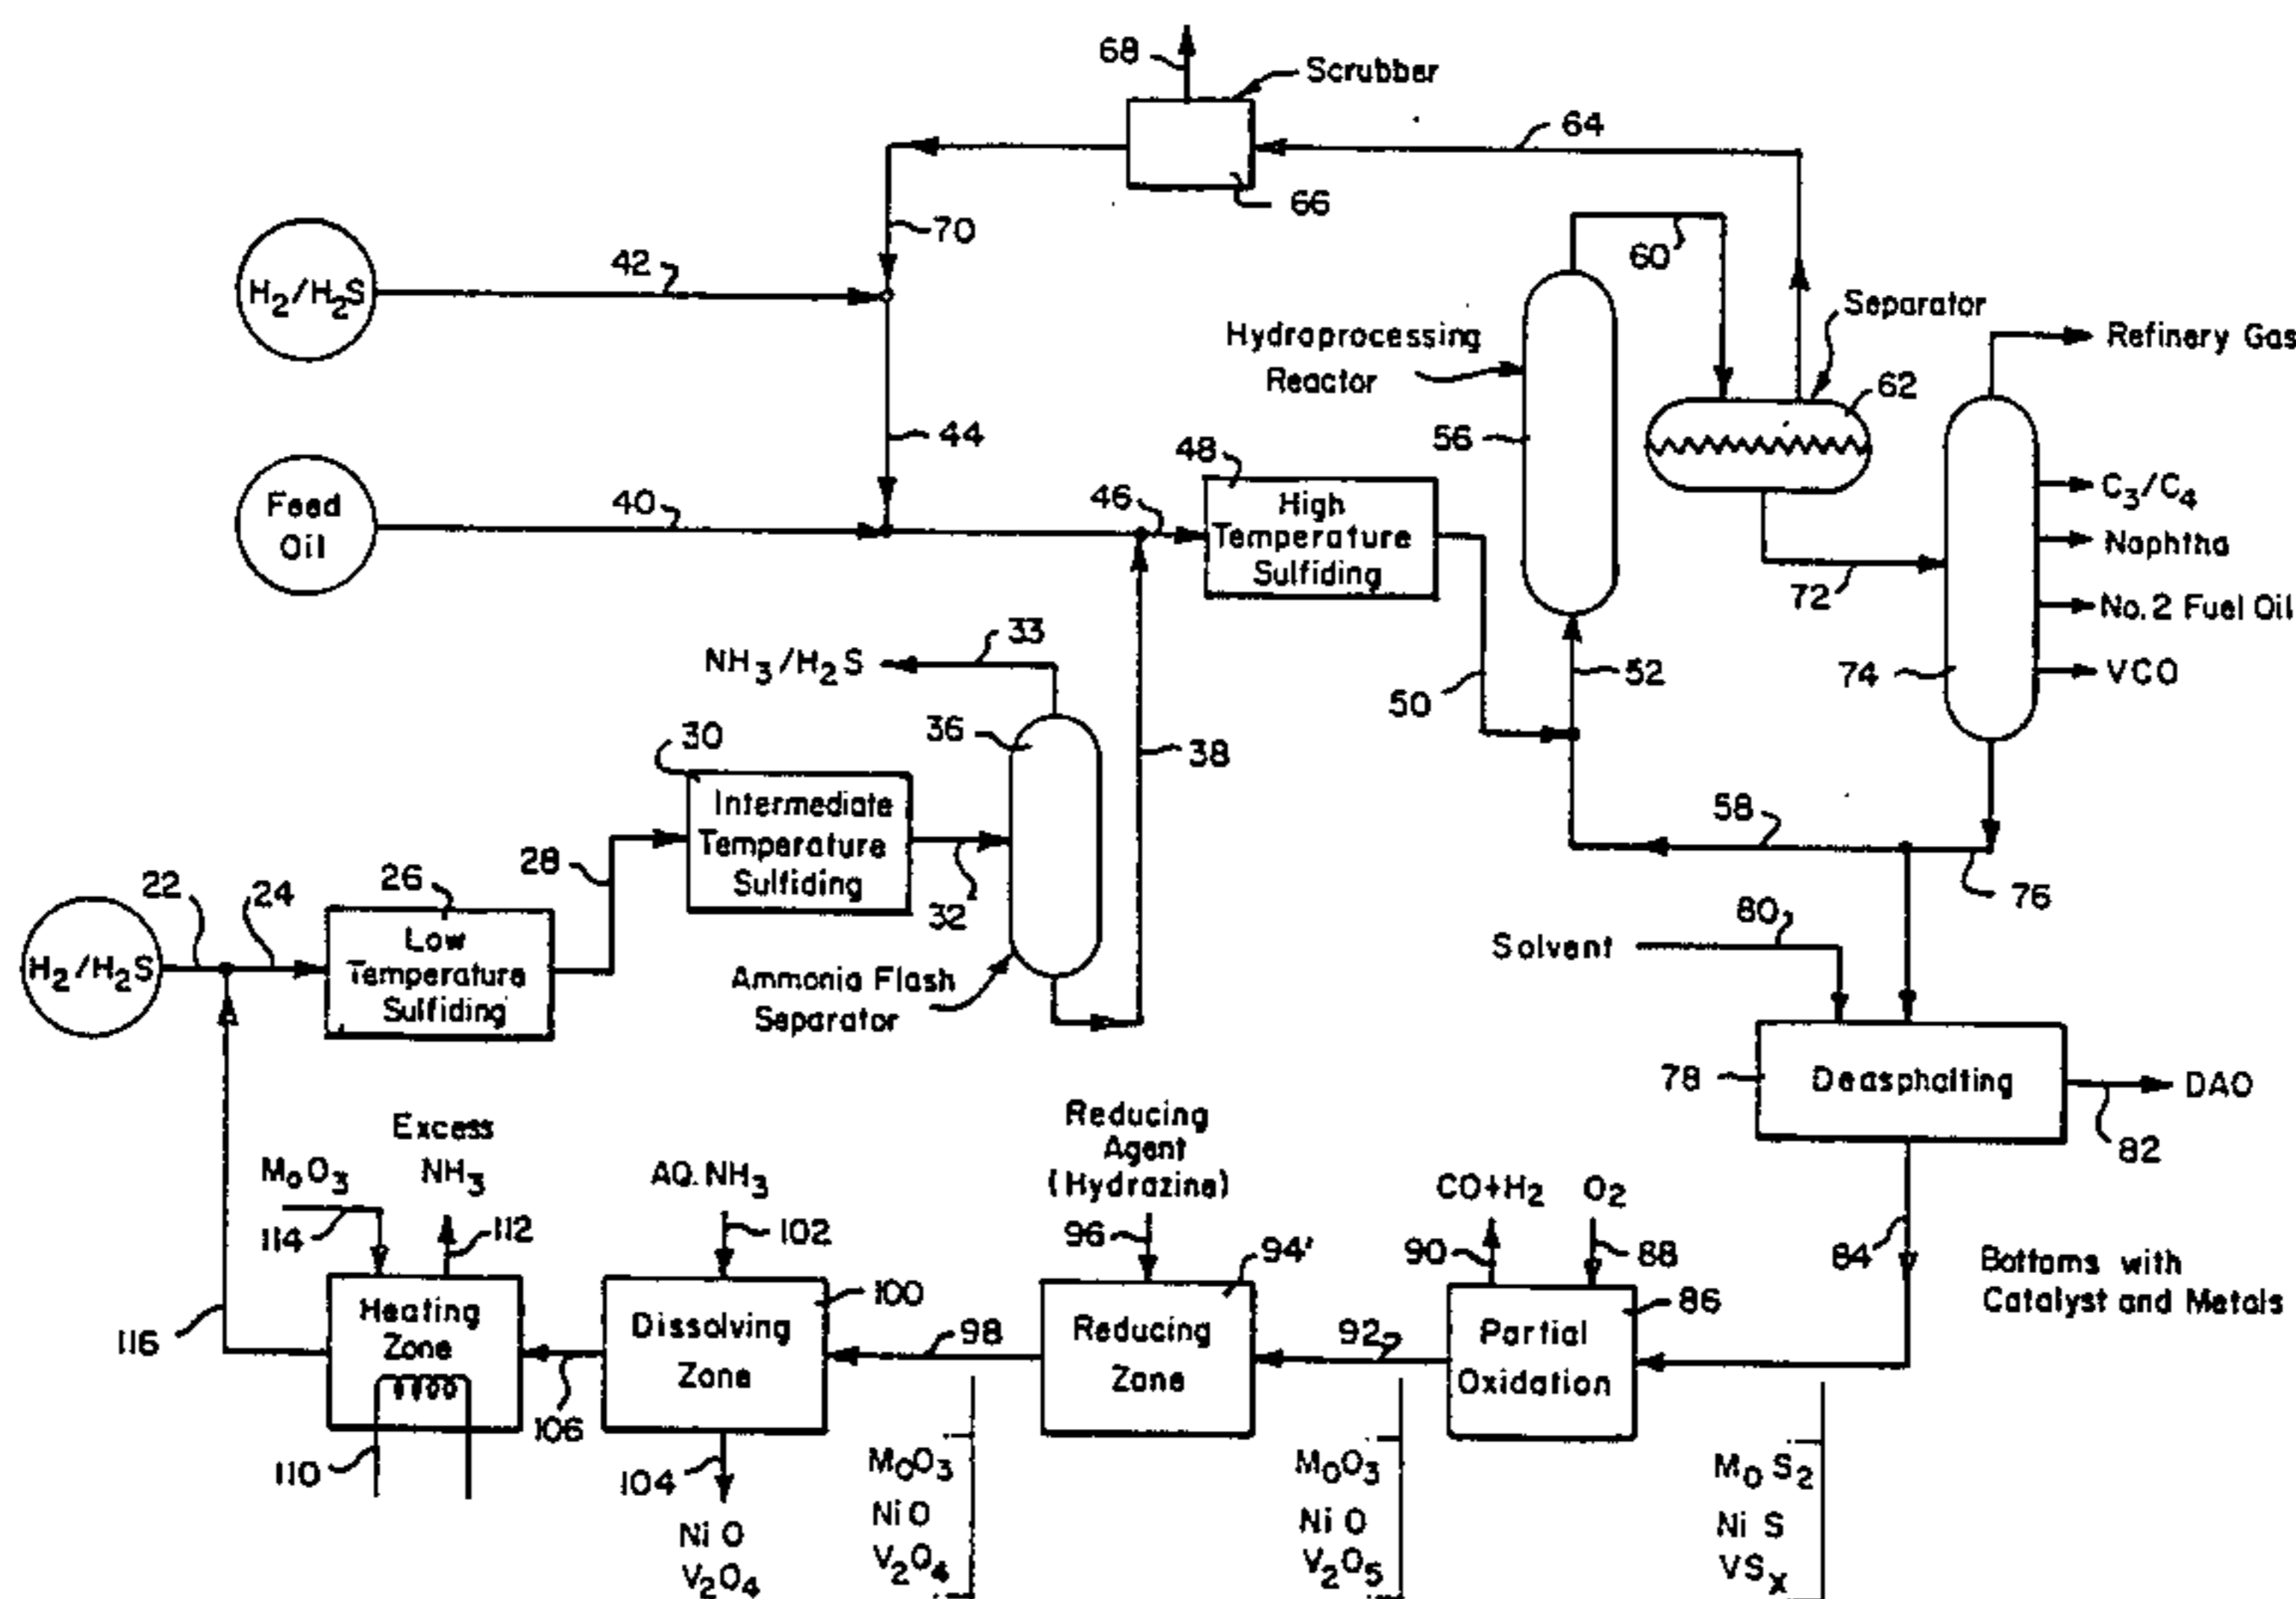 68
Scrubber
64
66
70
H2/H2S
42
60
Separator
Hydroprocessing
Reactor
Refinery Gas
62
44
56
48
C3/C4
Feed
Oil
40
46
High
Temperature
Sulfiding
Naphtha
72
No.2 Fuel Oil
33
NH3/H2S
52
74
VCO
50
36
30
38
Intermediate
Temperature
Sulfiding
58
28
22
24
26
32
76
80
Low
Temperature
Sulfiding
H2/H2S
Solvent
Ammonia Flash
Separator
78
Deasphalting
DAO
82
Reducing
Agent
(Hydrazine)
Excess
NH3
MoO3
AQ.NH3
CO+H2
O2
114
112
102
96
94'
90
88
84
Bottoms with
Catalyst and Metals
Heating
Zone
100
Dissolving
Zone
98
Reducing
Zone
92
86
Partial
Oxidation
116
106
110
104
MoO3
NiO
V2O4
MoO3
NiO
V2O5
MoS2
NiS
VSx
NiO
V2O4